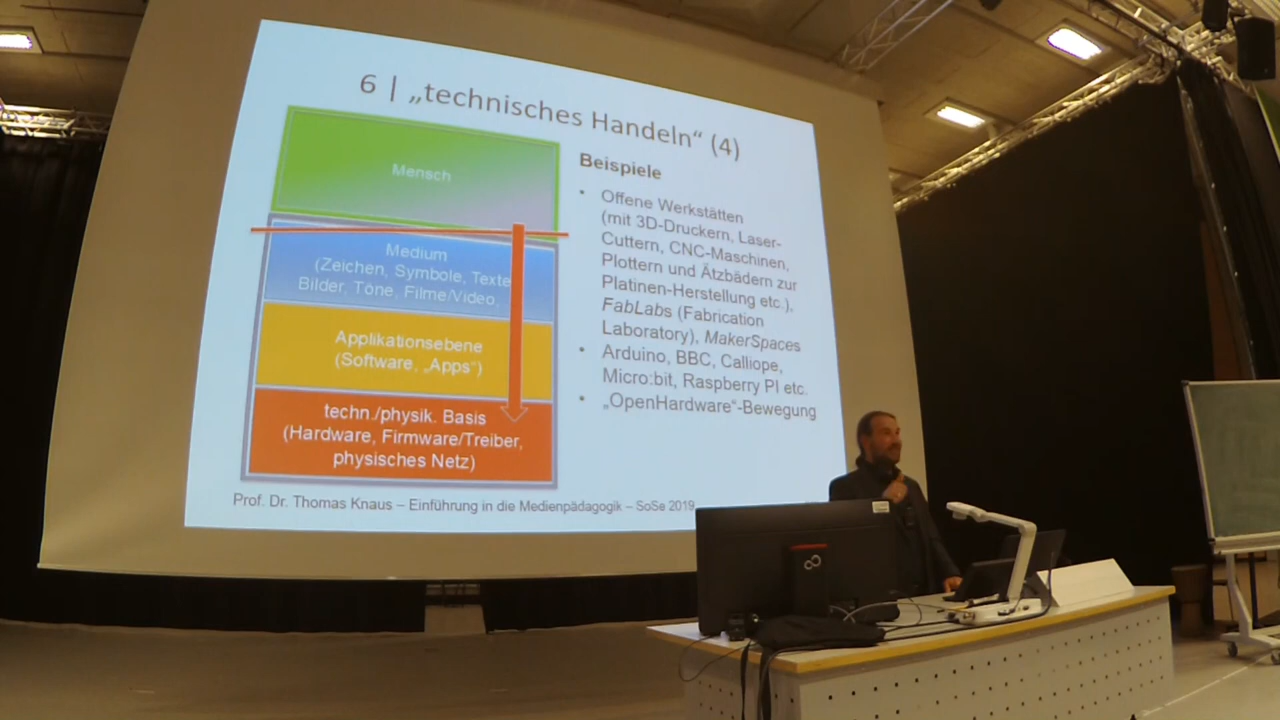 6 | „technisches Handeln“ (4)
Mensch
Medium
(Zeichen, Symbole, Texte
Bilder, Töne, Filme/Video,
Applikationsebene
(Software, „Apps“)
techn./physik. Basis
(Hardware, Firmware/Treiber,
physisches Netz)
Beispiele
• Offene Werkstätten
(mit 3D-Druckern, Laser-
Cuttern, CNC-Maschinen,
Plottern und Ätzbädern zur
Platinen-Herstellung etc.),
FabLabs (Fabrication
Laboratory), MakerSpaces
• Arduino, BBC, Calliope,
Micro:bit, Raspberry PI etc.
• „OpenHardware“-Bewegung
Prof. Dr. Thomas Knaus – Einführung in die Medienpädagogik – SoSe 2019